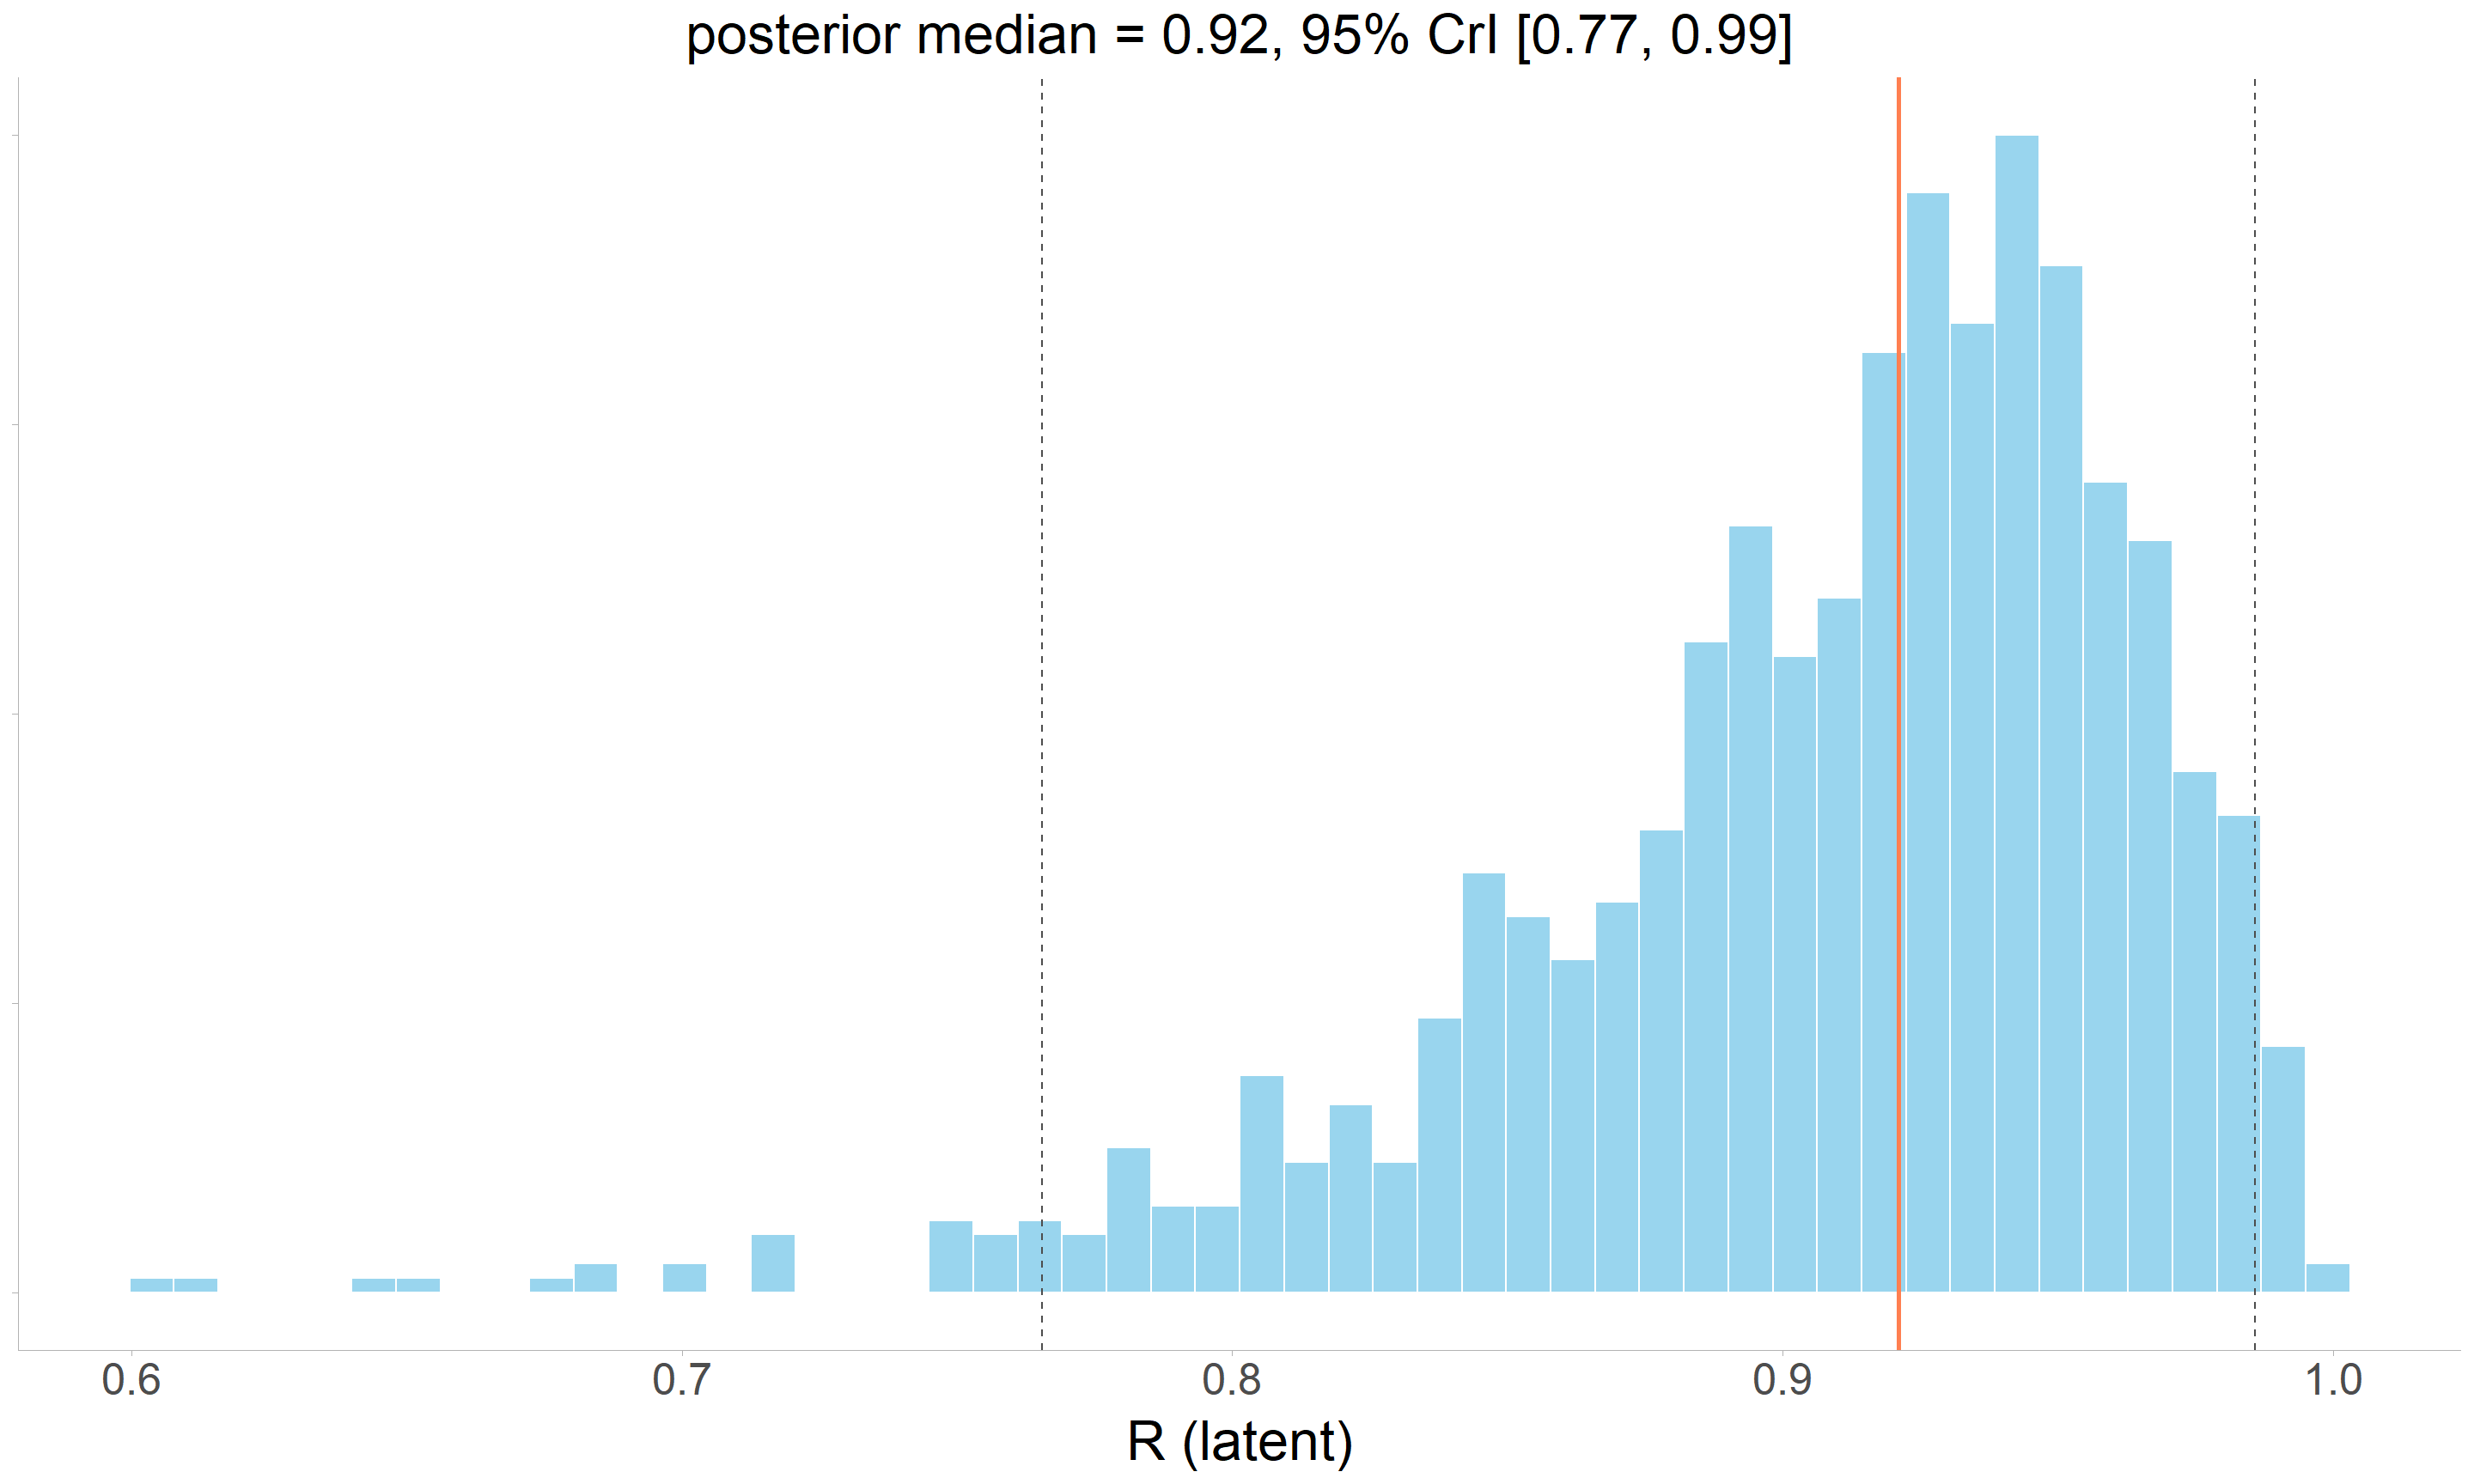 posterior median = 0.92, 95% CrI [0.77, 0.99]
0.6 0.7 0.8 0.9 1.0
R (latent)